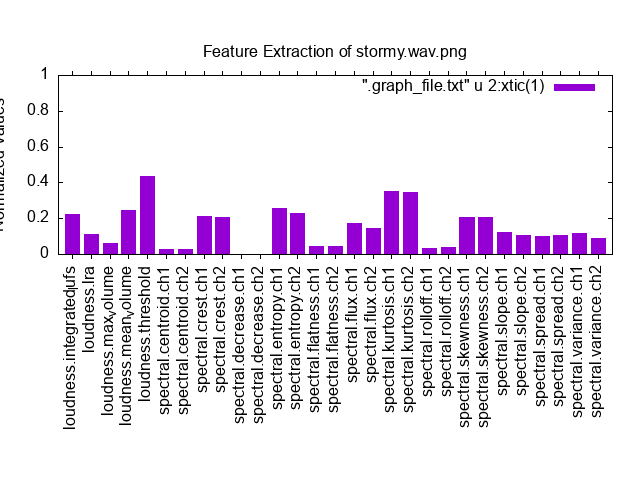 Feature Extraction of stormy.wav.png
Normalized Values
1
0.8
0.6
0.4
0.2
0
".graph_file.txt" u 2:xtic(1)
loudness.integratedlufs
loudness.lra
loudness.maxvolume
loudness.meanvolume
loudness.threshold
spectral.centroid.ch1
spectral.centroid.ch2
spectral.crest.ch1
spectral.crest.ch2
spectral.decrease.ch1
spectral.decrease.ch2
spectral.entropy.ch1
spectral.entropy.ch2
spectral.flatness.ch1
spectral.flatness.ch2
spectral.flux.ch1
spectral.flux.ch2
spectral.kurtosis.ch1
spectral.kurtosis.ch2
spectral.rolloff.ch1
spectral.rolloff.ch2
spectral.skewness.ch1
spectral.skewness.ch2
spectral.slope.ch1
spectral.slope.ch2
spectral.spread.ch1
spectral.spread.ch2
spectral.variance.ch1
spectral.variance.ch2